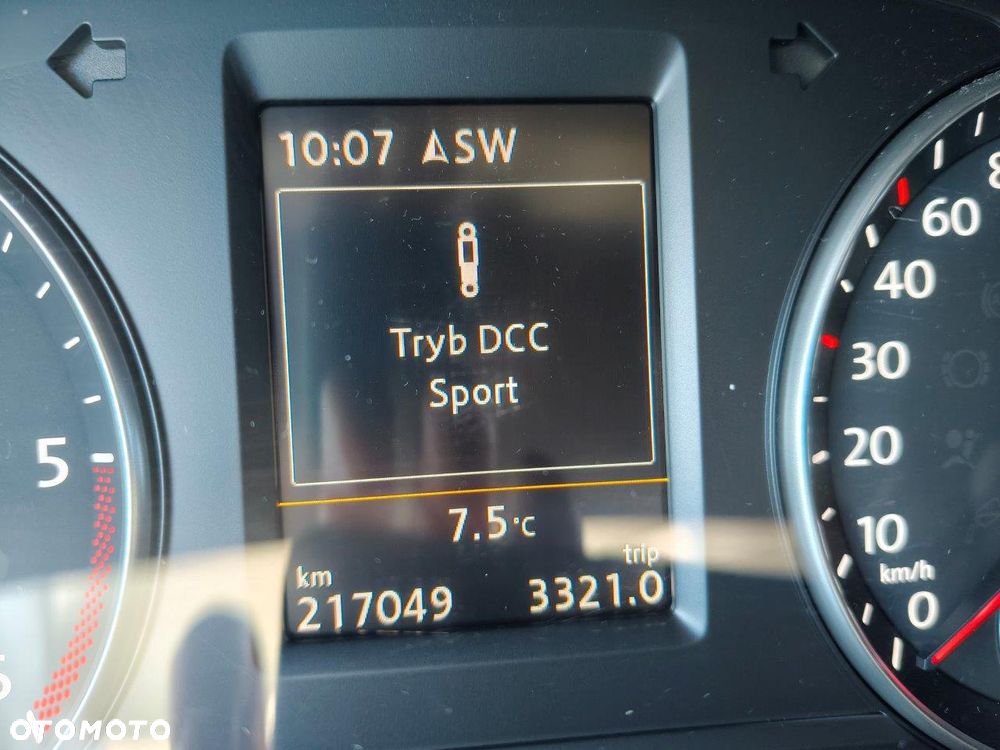 10:07 SW
Tryb DCC
Sport
7.5°C
km trip
217049 3321.0
5
60
40
30
20
10
km/h
0
OTOMOTO